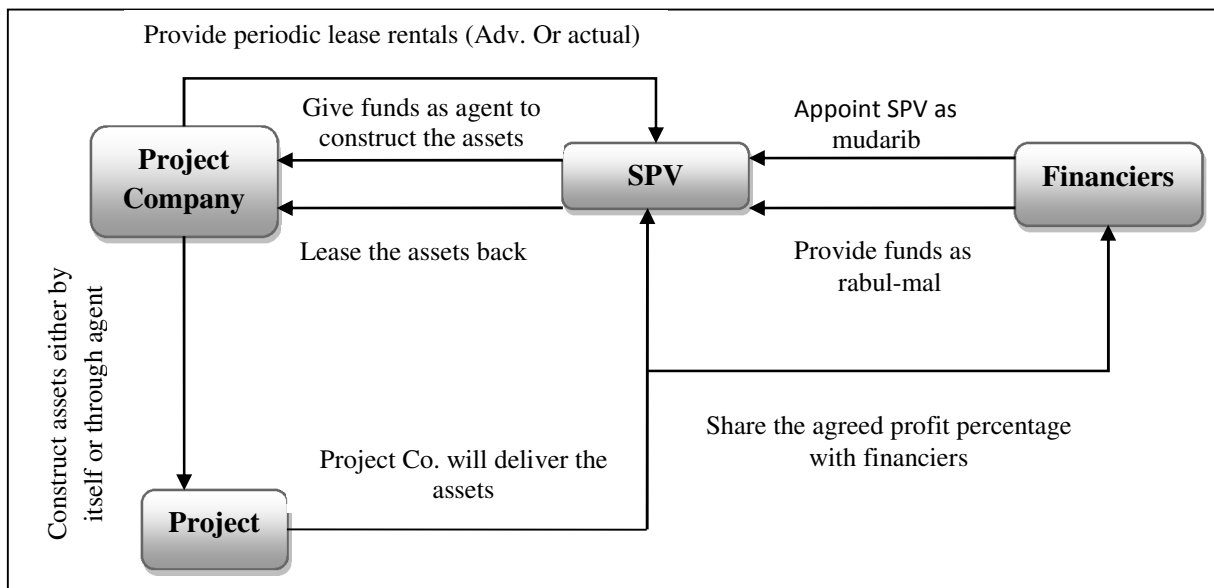 Provide periodic lease rentals (Adv. Or actual)
Give funds as agent to
construct the assets
Appoint SPV as
mudarib
Project
Company
SPV
Financiers
Lease the assets back
Provide funds as
rabul-mal
Construct assets either by
itself or through agent
Share the agreed profit percentage
with financiers
Project Co. will deliver the
assets
Project